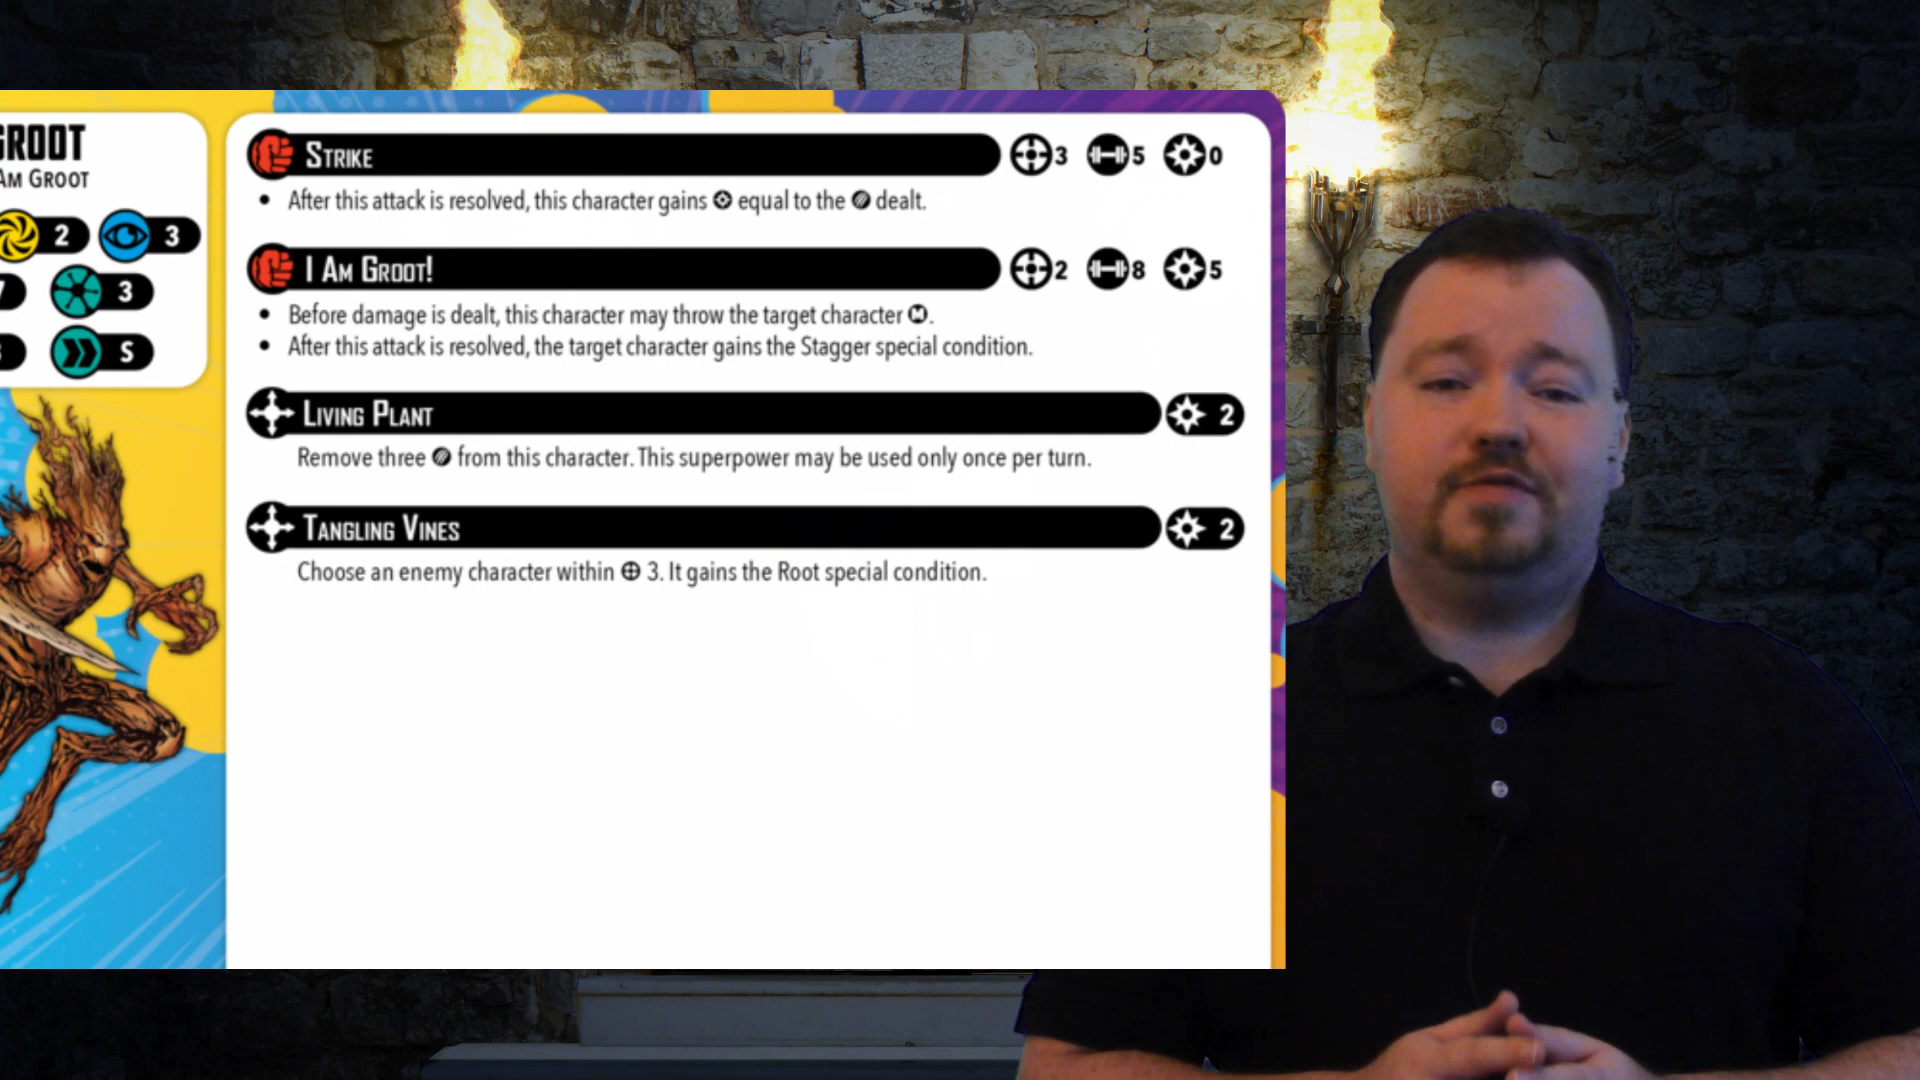 GROOT
AM GROOT
2 3
3
5
STRIKE 3 5 0
• After this attack is resolved, this character gains equal to the dealt.
I AM GROOT! 2 8 5
• Before damage is dealt, this character may throw the target character M.
• After this attack is resolved, the target character gains the Stagger special condition.
LIVING PLANT 2
Remove three from this character. This superpower may be used only once per turn.
TANGLING VINES 2
Choose an enemy character within 3. It gains the Root special condition.